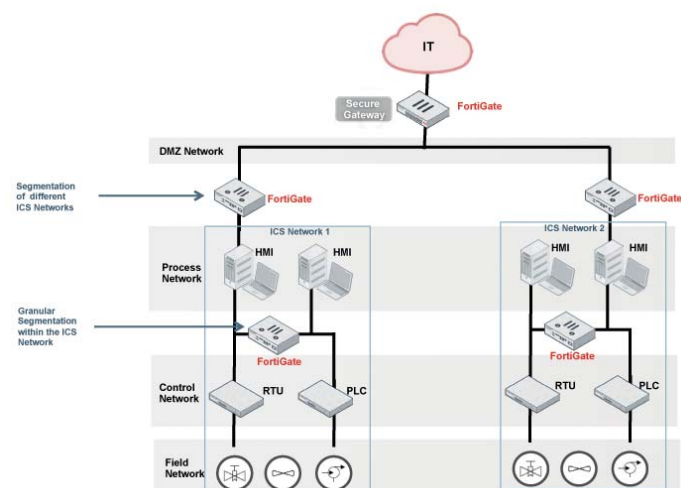 IT
Secure
Gateway
FortiGate
DMZ Network
Segmentation
of different
ICS Networks
FortiGate
FortiGate
ICS Network 1
ICS Network 2
HMI
HMI
HMI
HMI
Process
Network
Granular
Segmentation
within the ICS
Network
FortiGate
FortiGate
Control
Network
RTU
PLC
RTU
PLC
Field
Network